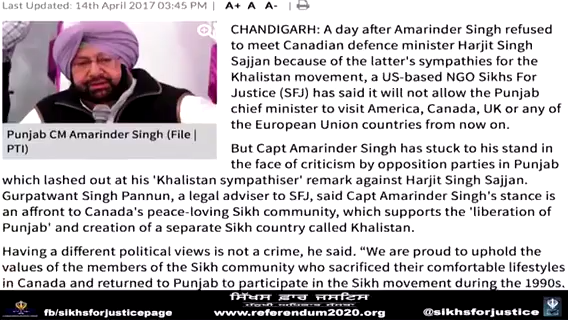 Last Updated: 14th April 2017 03:45 PM | A+ A A- |
CHANDIGARH: A day after Amarinder Singh refused
to meet Canadian defence minister Harjit Singh
Sajjan because of the latter's sympathies for the
Khalistan movement, a US-based NGO Sikhs For
Justice (SFJ) has said it will not allow the Punjab
chief minister to visit America, Canada, UK or any of
the European Union countries from now on.
Punjab CM Amarinder Singh (File |
PTI)
But Capt Amarinder Singh has stuck to his stand in
the face of criticism by opposition parties in Punjab
which lashed out at his 'Khalistan sympathiser' remark against Harjit Singh Sajjan.
Gurpatwant Singh Pannun, a legal adviser to SFJ, said Capt Amarinder Singh's stance is
an affront to Canada's peace-loving Sikh community, which supports the 'liberation of
Punjab' and creation of a separate Sikh country called Khalistan.
Having a different political views is not a crime, he said. “We are proud to uphold the
values of the members of the Sikh community who sacrificed their comfortable lifestyles
in Canada and returned to Punjab to participate in the Sikh movement during the 1990s.
ਸਿੱਖਸ ਫ਼ਾਰ ਜਸਟਿਸ
fb/sikhsforjusticepage
www.referendum2020.org
@sikhsforjustice